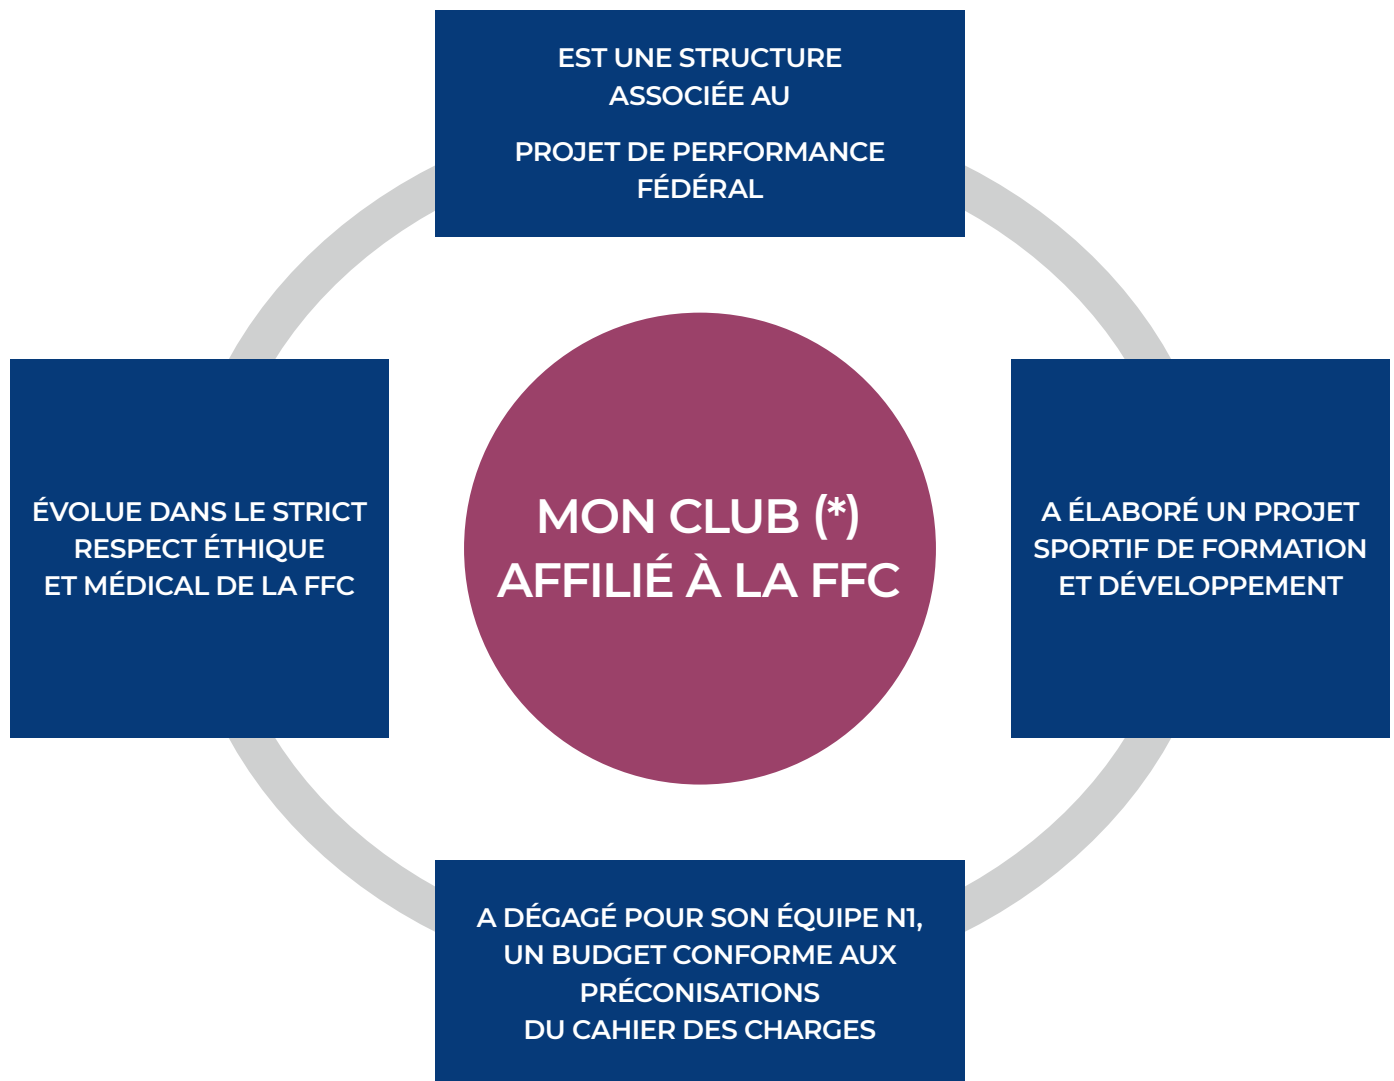 EST UNE STRUCTURE
ASSOCIÉE AU
PROJET DE PERFORMANCE
FÉDÉRAL
ÉVOLUE DANS LE STRICT
RESPECT ÉTHIQUE
ET MÉDICAL DE LA FFC
MON CLUB (*)
AFFILIÉ À LA FFC
A ÉLABORÉ UN PROJET
SPORTIF DE FORMATION
ET DÉVELOPPEMENT
A DÉGAGÉ POUR SON ÉQUIPE N1,
UN BUDGET CONFORME AUX
PRÉCONISATIONS
DU CAHIER DES CHARGES